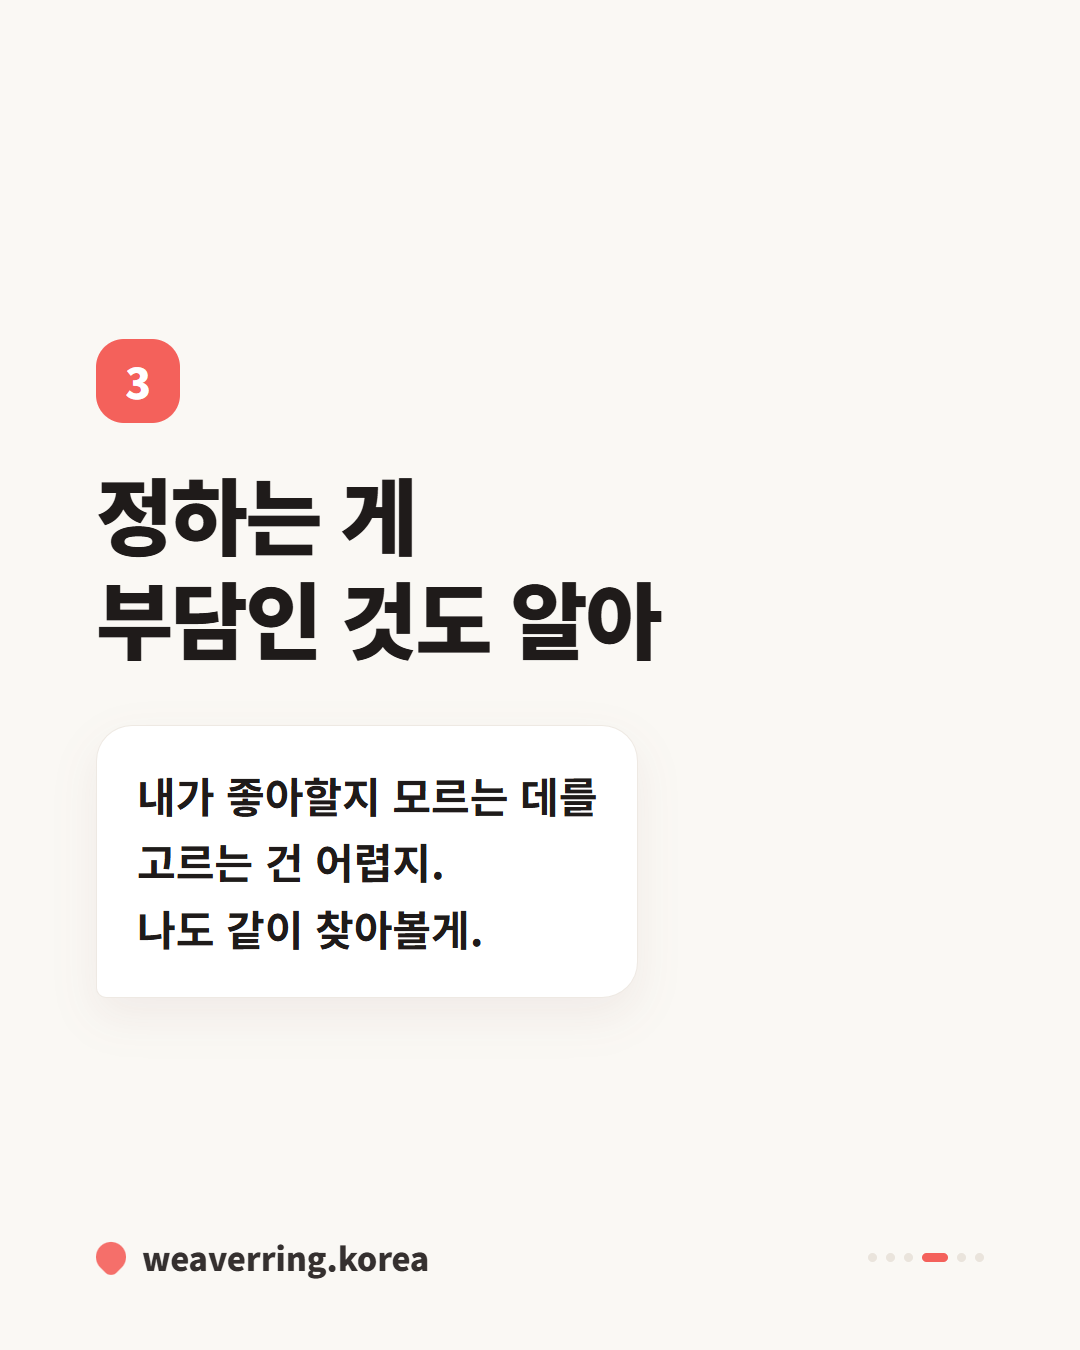 3
정하는 게
부담인 것도 알아
내가 좋아할지 모르는 데를
고르는 건 어렵지.
나도 같이 찾아볼게.
weaverring.korea